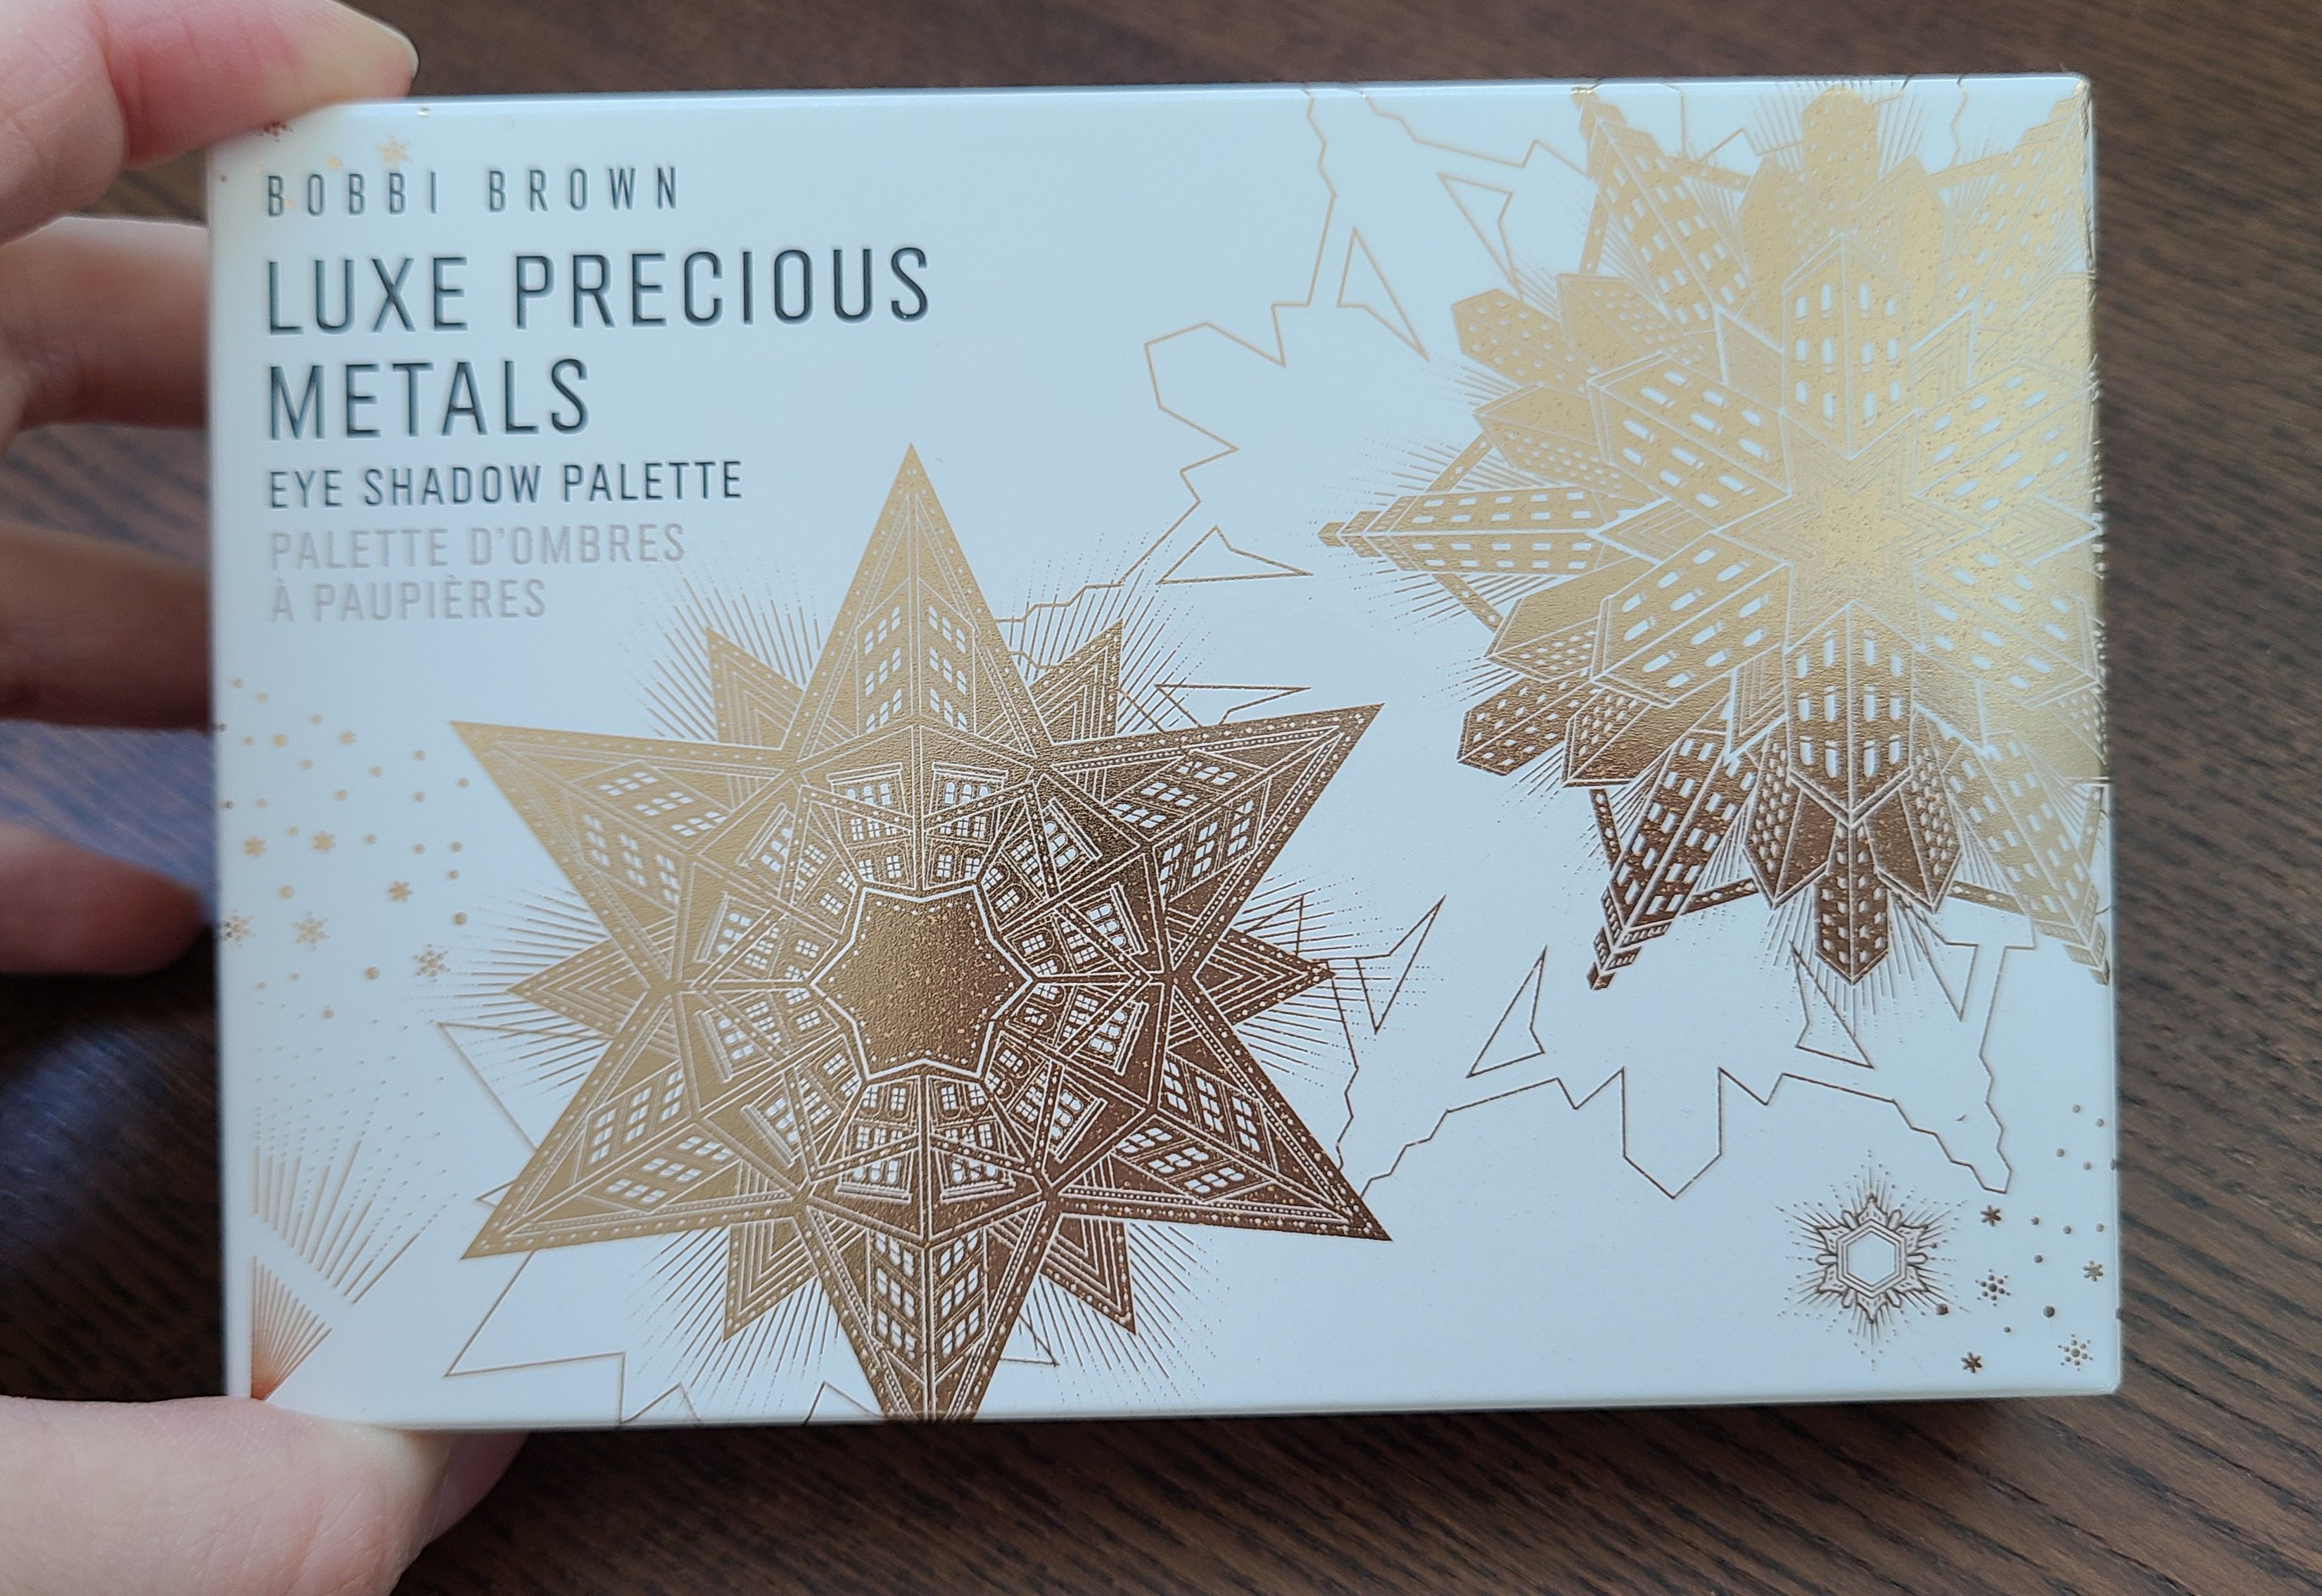 BOBBI BROWN
LUXE PRECIOUS
METALS
EYE SHADOW PALETTE
PALETTE D'OMBRES
À PAUPIÈRES